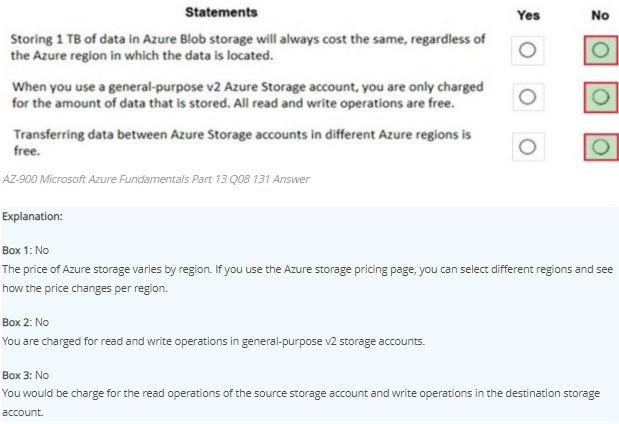 Statements Yes No
Storing 1 TB of data in Azure Blob storage will always cost the same, regardless of
the Azure region in which the data is located.
When you use a general-purpose v2 Azure Storage account, you are only charged
for the amount of data that is stored. All read and write operations are free.
Transferring data between Azure Storage accounts in different Azure regions is
free.
AZ-900 Microsoft Azure Fundamentals Part 13 Q08 131 Answer
Explanation:
Box 1: No
The price of Azure storage varies by region. If you use the Azure storage pricing page, you can select different regions and see
how the price changes per region.
Box 2: No
You are charged for read and write operations in general-purpose v2 storage accounts.
Box 3: No
You would be charge for the read operations of the source storage account and write operations in the destination storage
account.